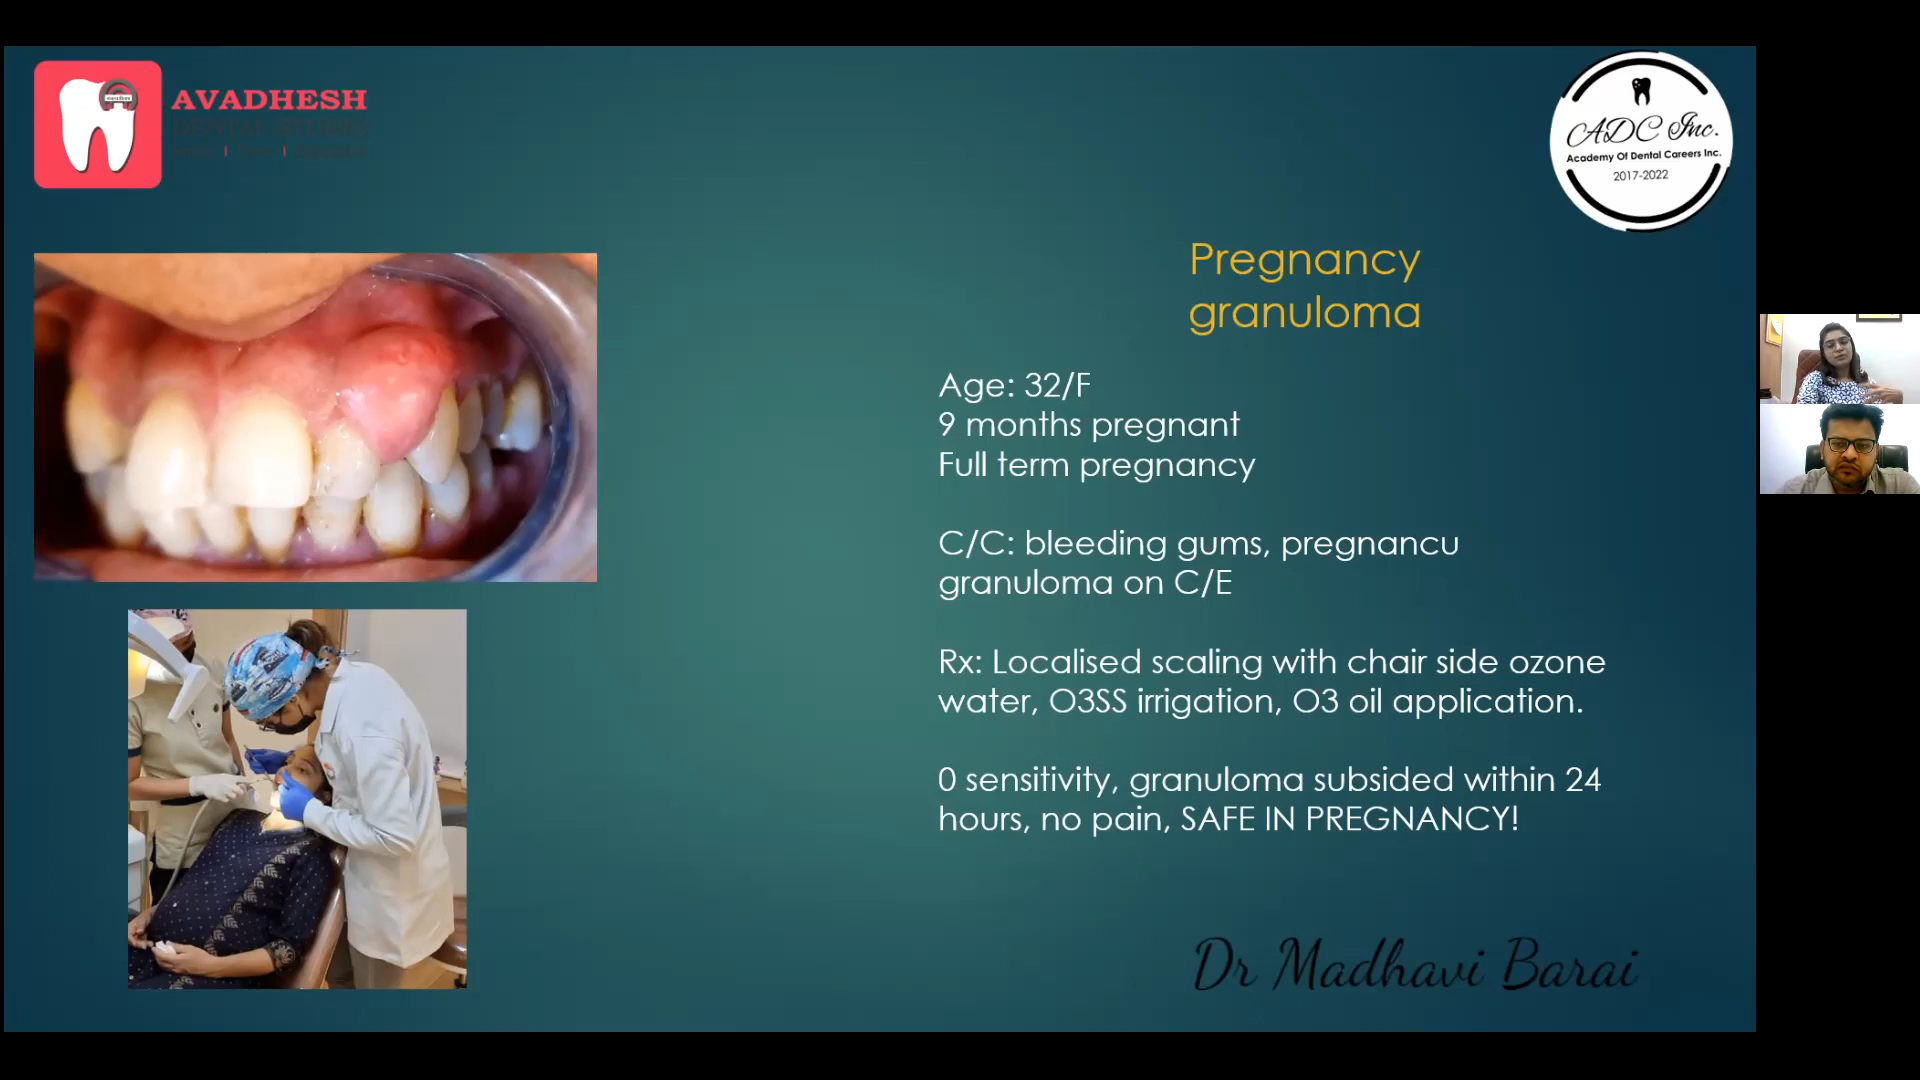 AVADHESH
DENTAL STUDIO
ADC Inc.
Academy Of Dental Careers Inc.
2017-2022
Pregnancy
granuloma
Age: 32/F
9 months pregnant
Full term pregnancy
C/C: bleeding gums, pregnancu
granuloma on C/E
Rx: Localised scaling with chair side ozone
water, O3SS irrigation, O3 oil application.
0 sensitivity, granuloma subsided within 24
hours, no pain, SAFE IN PREGNANCY!
Dr Madhavi Barai